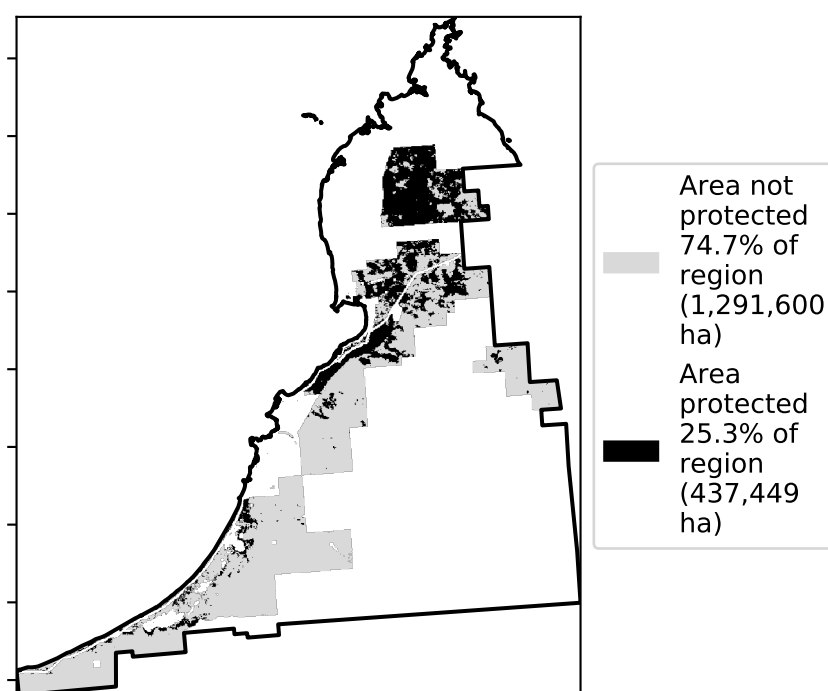 Area not
protected
74.7% of
region
(1,291,600
ha)
Area
protected
25.3% of
region
(437,449
ha)